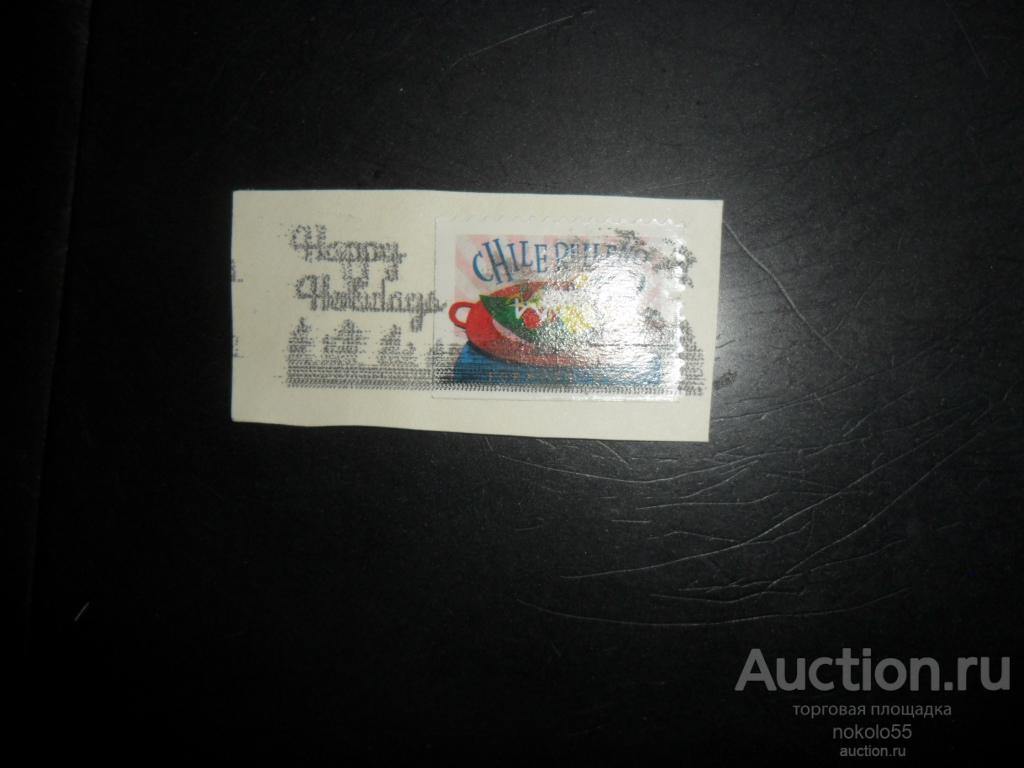 Happy
Holidays
CHILE RELLENO
Auction.ru
торговая площадка
nokolo55
auction.ru